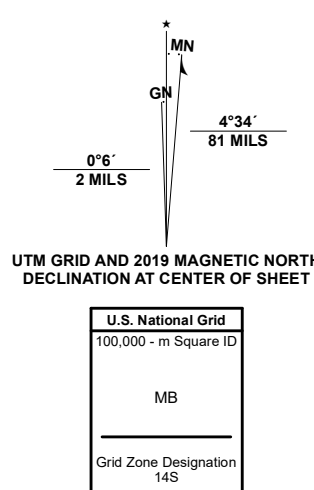 ★
MN
GN
4°34´
81 MILS
0°6´
2 MILS
UTM GRID AND 2019 MAGNETIC NORTH
DECLINATION AT CENTER OF SHEET
U.S. National Grid
100,000 - m Square ID
MB
Grid Zone Designation
14S